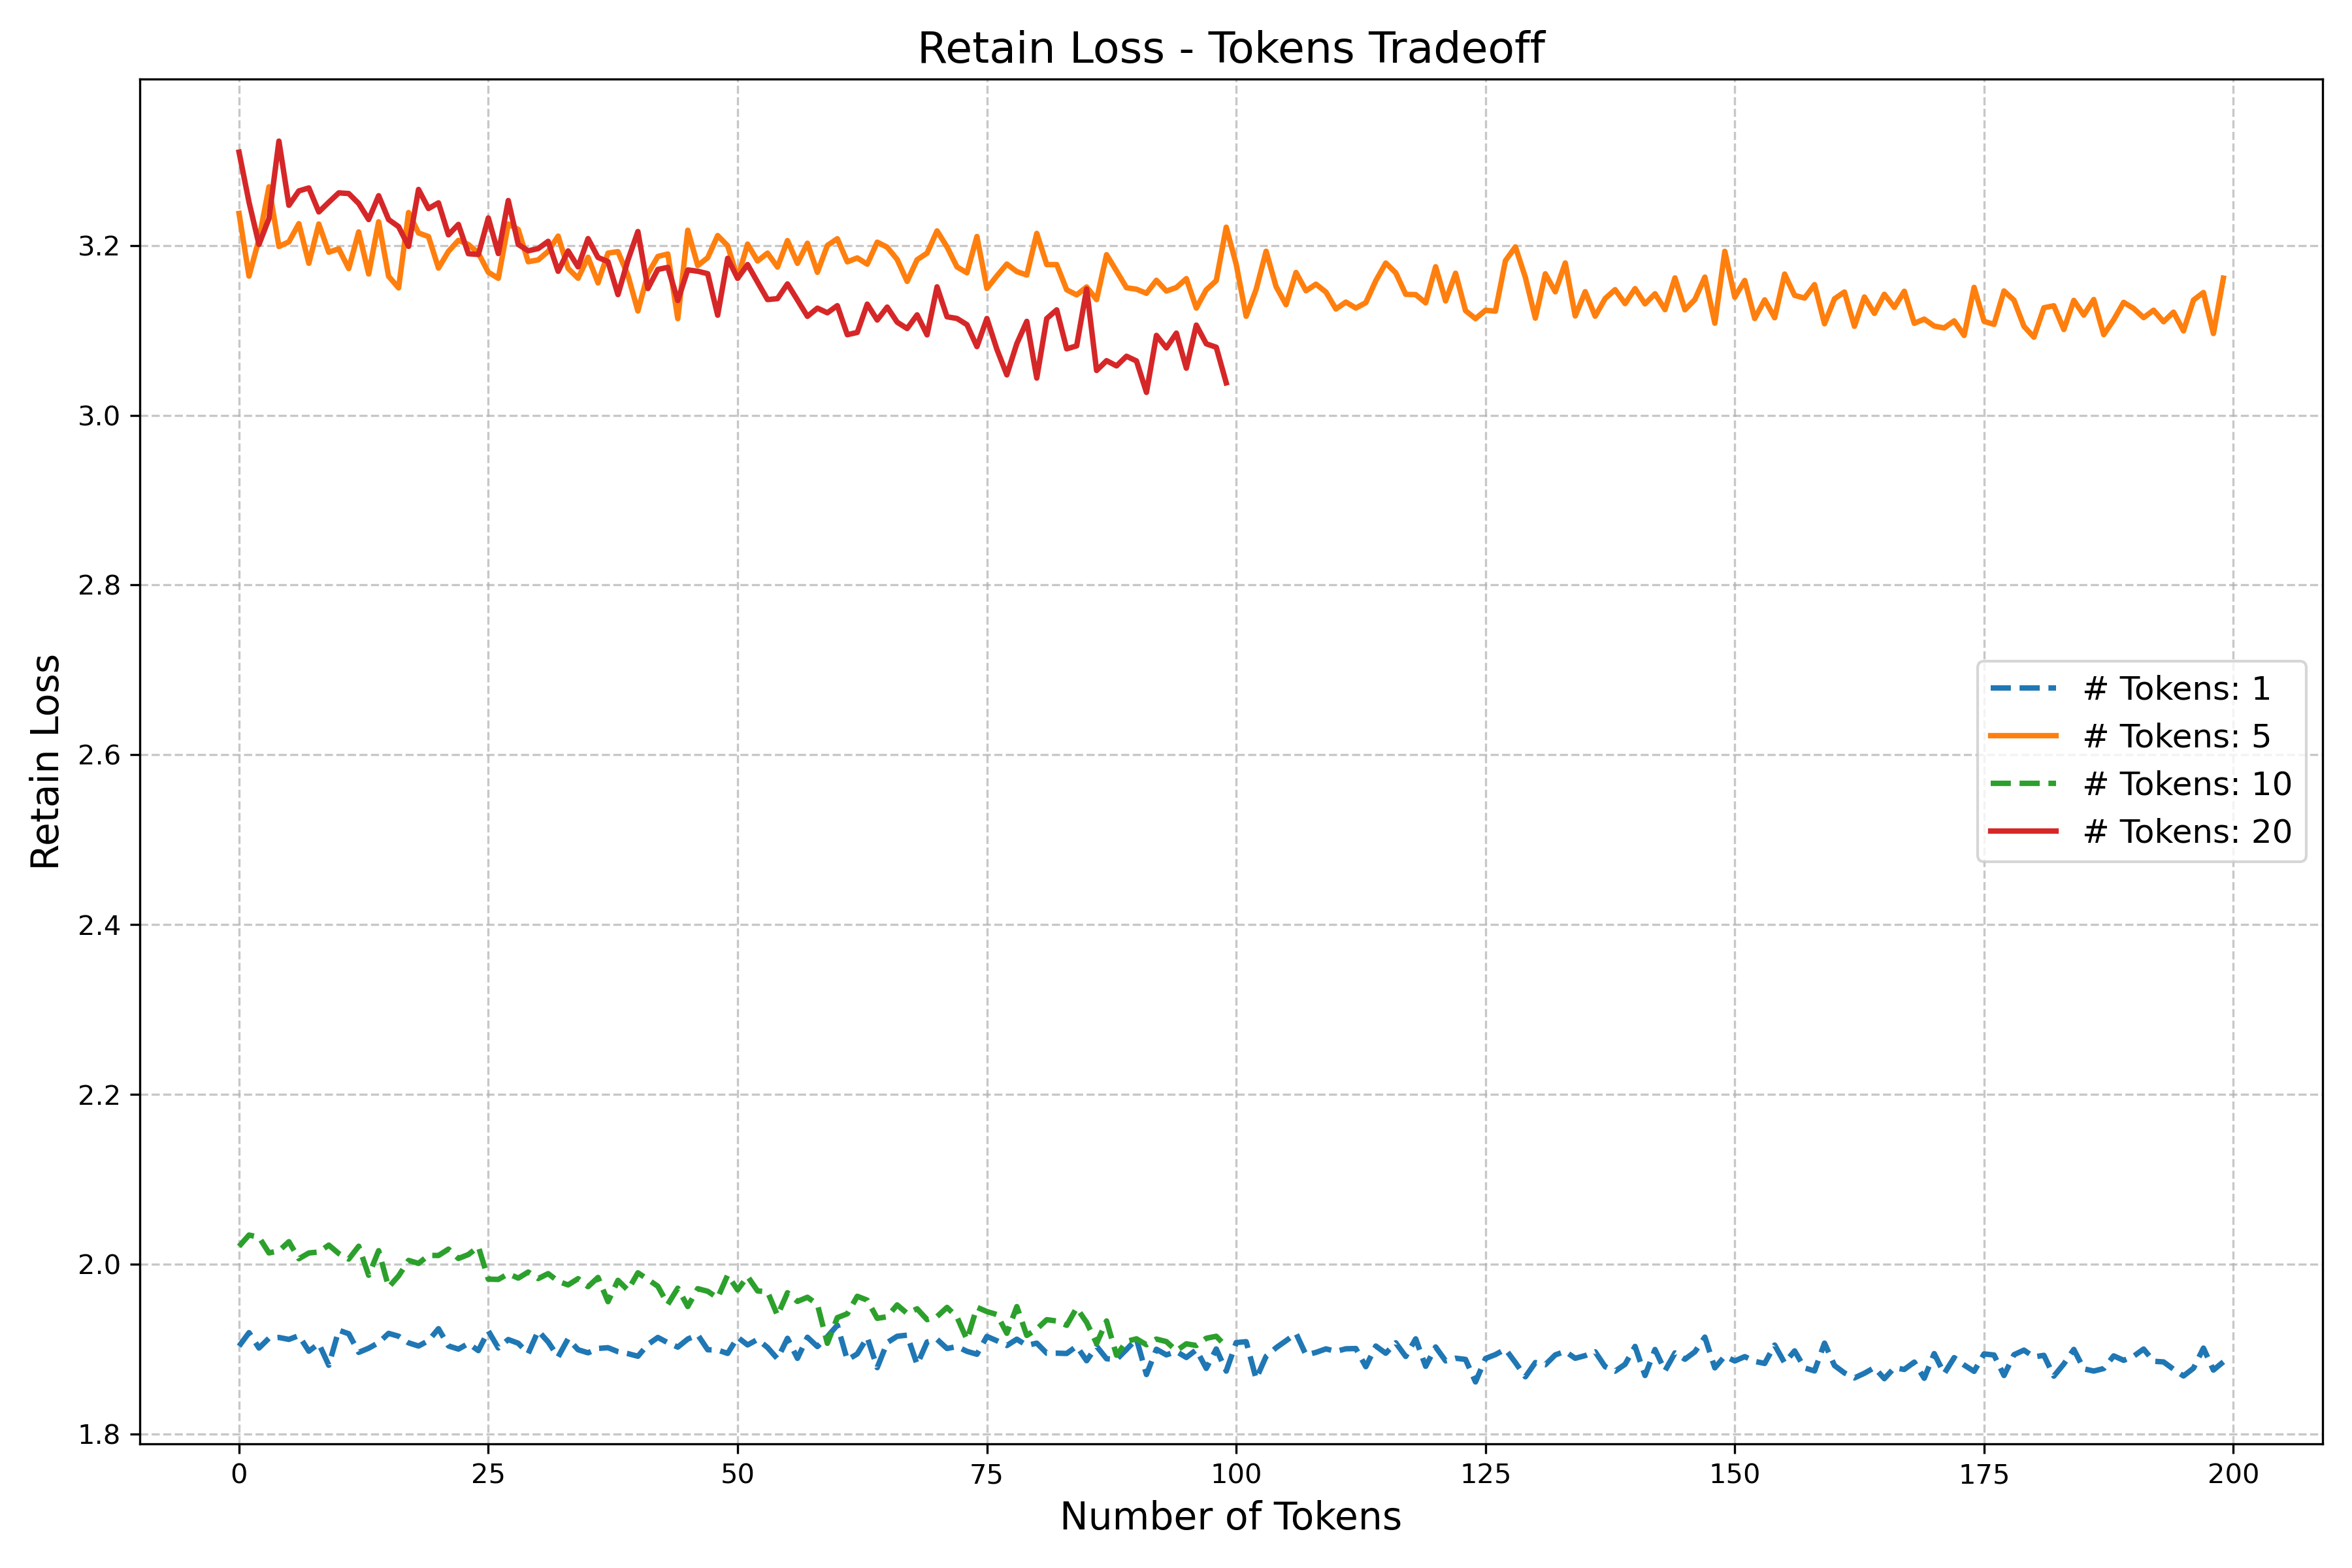 Retain Loss - Tokens Tradeoff
Retain Loss
3.2
3.0
2.8
2.6
2.4
2.2
2.0
1.8
# Tokens: 1
# Tokens: 5
# Tokens: 10
# Tokens: 20
0 25 50 75 100 125 150 175 200
Number of Tokens